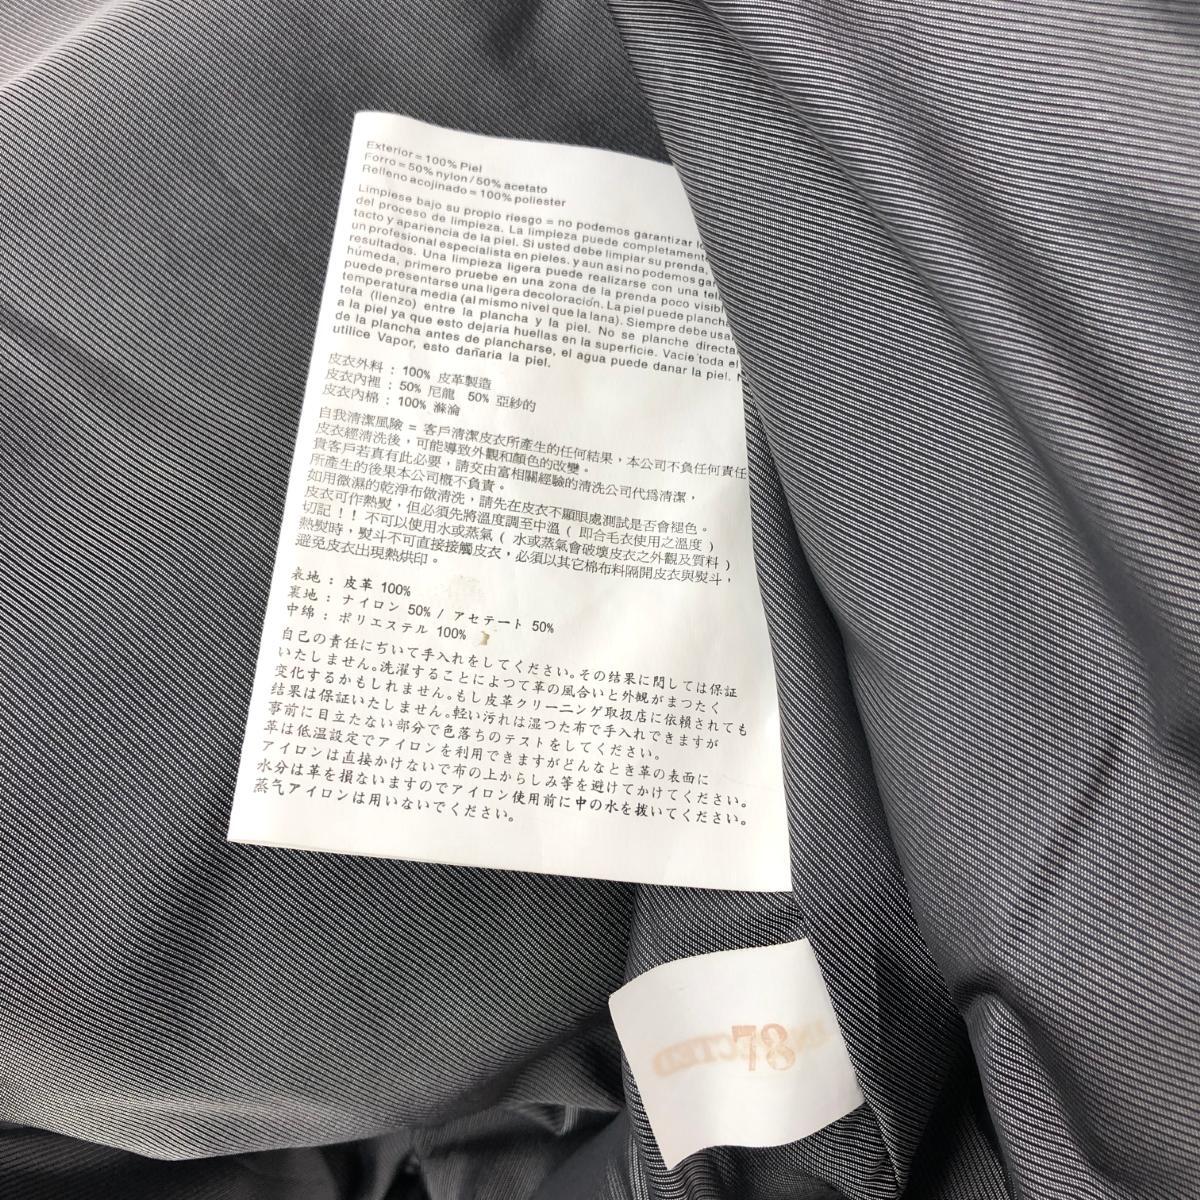 Exterior = 100% Piel
Forro = 50% nylon / 50% acetato
Relleno acojinado = 100% poliester
Limpiese bajo su propio riesgo = no podemos garantizar
del proceso de limpieza. La limpieza puede completamente
tacto y apariencia de la piel. Si usted debe limpiar su prenda,
un profesional especialista en pieles. y aun asi no podemos
resultados. Una limpieza ligera puede realizarse con una
húmeda, primero pruebe en una zona de la prenda poco
puede presentarse una ligera decoloración. La piel puede
temperatura media (al mismo nivel que la lana). Siempre debe
tela (lienzo) entre la plancha y la piel. No se planche
a la piel ya que esto dejaria huellas en la superficie. Vacie toda el
de la plancha antes de plancharse, el agua puede danar la piel.
utilice Vapor, esto dañaria la piel.
皮衣外料 : 100% 皮革製造
皮衣內裡 : 50% 尼龍 50% 亞紗的
皮衣內棉 : 100% 滌淪
自我清潔風險 = 客戶清潔皮衣所產生的任何結果，本公司不負任何責任
皮衣經清洗後，可能導致外觀和顏色的改變。
貴客戶若真有此必要，請交由富相關經驗的清洗公司代為清潔，
所產生的後果本公司概不負責。
如用微濕的乾淨布做清洗，請先在皮衣不顯眼處測試是否會褪色。
皮衣可作熱熨，但必須先將溫度調至中溫 ( 即合毛衣使用之溫度 )
切記 ! ! 不可以使用水或蒸氣 ( 水或蒸氣會破壞皮衣之外觀及質料 )
熱熨時，熨斗不可直接接觸皮衣，必須以其它棉布料隔開皮衣與熨斗，
避免皮衣出現熱烘印。
表地 : 皮革 100%
裏地 : ナイロン 50% / アセテート 50%
中綿 : ポリエステル 100%
自己の責任にぢいて手入れをしてください。その結果に関しては保証
いたしません。洗濯することによつて革の風合いと外観がまつたく
変化するかもしれません。もし皮革クリーニンゲ取扱店に依頼されても
結果は保証いたしません。軽い汚れは湿つた布で手入れできますが
事前に目立たない部分で色落ちのテストをしてください。
革は低温設定でアイロンを利用できますがどんなとき革の表面に
アイロンは直接かけないで布の上からしみ等を避けてかけてください。
水分は革を損ないますのでアイロン使用前に中の水を拨いてください。
蒸気アイロンは用いないでください。
78